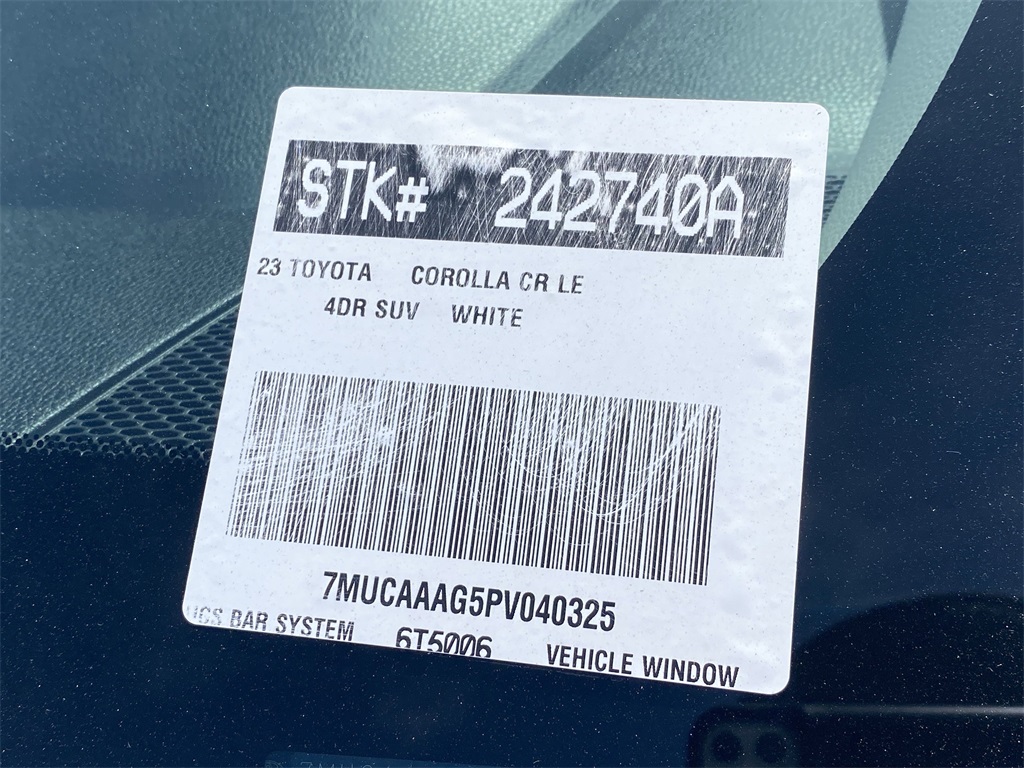 STK# 242740A
23 TOYOTA COROLLA CR LE
4DR SUV WHITE
7MUCAAAG5PV040325
BAR SYSTEM 6T5006 VEHICLE WINDOW